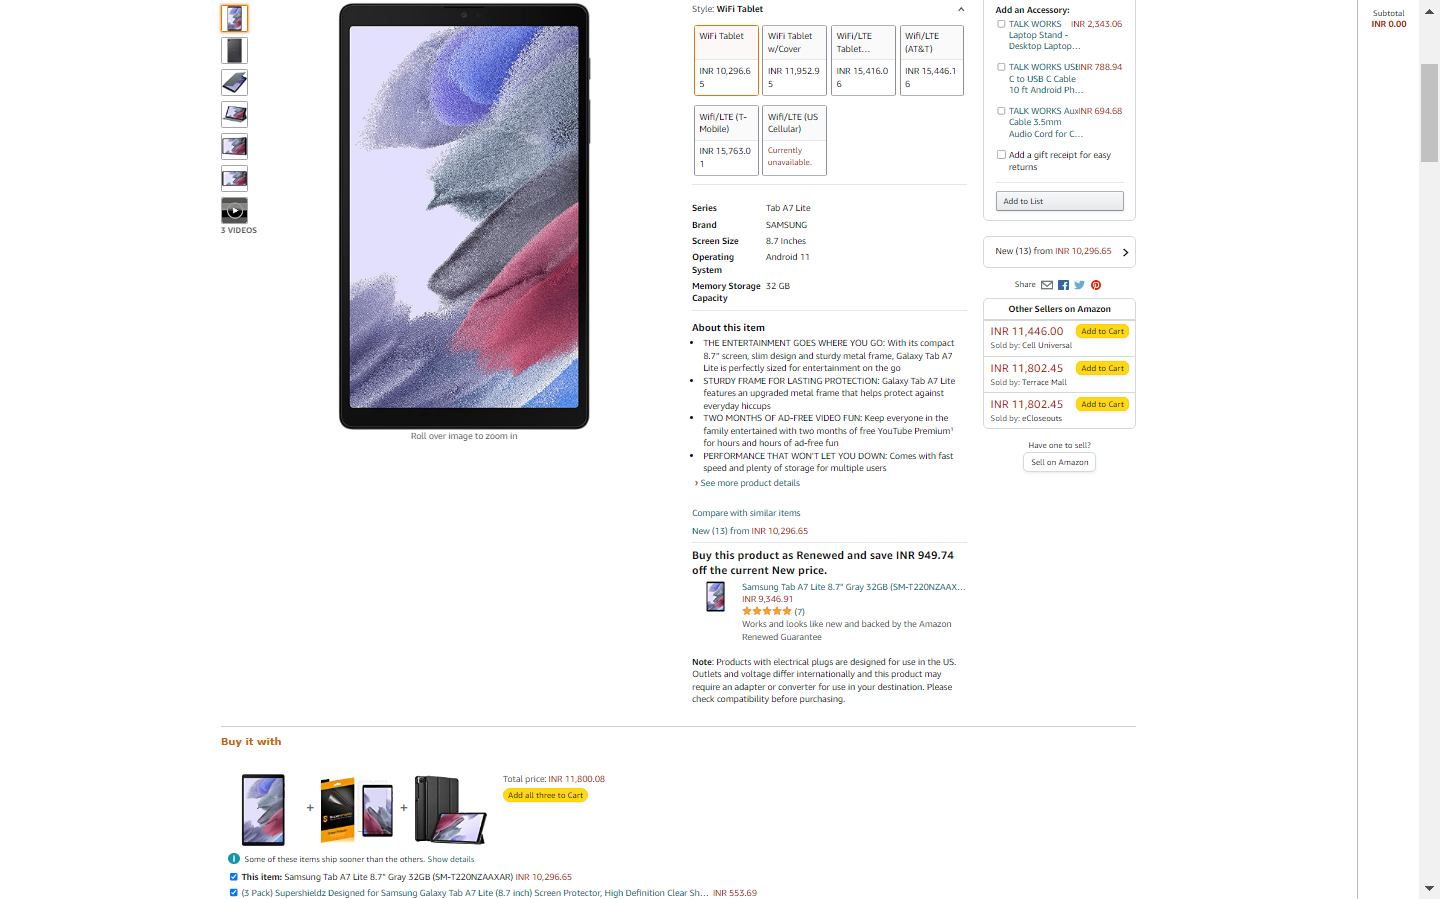 3 VIDEOS
Roll over image to zoom in
Style: WiFi Tablet
WiFi Tablet
INR 10,296.6
5
WiFi Tablet
w/Cover
INR 11,952.9
5
WiFi/LTE
Tablet...
INR 15,416.0
6
Wifi/LTE
(AT&T)
INR 15,446.1
6
Wifi/LTE (T-
Mobile)
INR 15,763.0
1
Wifi/LTE (US
Cellular)
Currently
unavailable.
Series Tab A7 Lite
Brand SAMSUNG
Screen Size 8.7 Inches
Operating Android 11
System
Memory Storage 32 GB
Capacity
About this item
• THE ENTERTAINMENT GOES WHERE YOU GO: With its compact
8.7" screen, slim design and sturdy metal frame, Galaxy Tab A7
Lite is perfectly sized for entertainment on the go
• STURDY FRAME FOR LASTING PROTECTION: Galaxy Tab A7 Lite
features an upgraded metal frame that helps protect against
everyday hiccups
• TWO MONTHS OF AD-FREE VIDEO FUN: Keep everyone in the
family entertained with two months of free YouTube Premium¹
for hours and hours of ad-free fun
• PERFORMANCE THAT WON'T LET YOU DOWN: Comes with fast
speed and plenty of storage for multiple users
› See more product details
Compare with similar items
New (13) from INR 10,296.65
Buy this product as Renewed and save INR 949.74
off the current New price.
Samsung Tab A7 Lite 8.7" Gray 32GB (SM-T220NZAAX...
INR 9,346.91
(7)
Works and looks like new and backed by the Amazon
Renewed Guarantee
Note: Products with electrical plugs are designed for use in the US.
Outlets and voltage differ internationally and this product may
require an adapter or converter for use in your destination. Please
check compatibility before purchasing.
Add an Accessory:
TALK WORKS INR 2,343.06
Laptop Stand -
Desktop Laptop...
TALK WORKS USB INR 788.94
C to USB C Cable
10 ft Android Ph...
TALK WORKS Aux INR 694.68
Cable 3.5mm
Audio Cord for C...
Add a gift receipt for easy
returns
Add to List
New (13) from INR 10,296.65
Share
Other Sellers on Amazon
INR 11,446.00 Add to Cart
Sold by: Cell Universal
INR 11,802.45 Add to Cart
Sold by: Terrace Mall
INR 11,802.45 Add to Cart
Sold by: eCloseouts
Have one to sell?
Sell on Amazon
Subtotal
INR 0.00
Buy it with
+
+
Total price: INR 11,800.08
Add all three to Cart
i Some of these items ship sooner than the others. Show details
This item: Samsung Tab A7 Lite 8.7" Gray 32GB (SM-T220NZAAXAR) INR 10,296.65
(3 Pack) Supershieldz Designed for Samsung Galaxy Tab A7 Lite (8.7 inch) Screen Protector, High Definition Clear Sh... INR 553.69